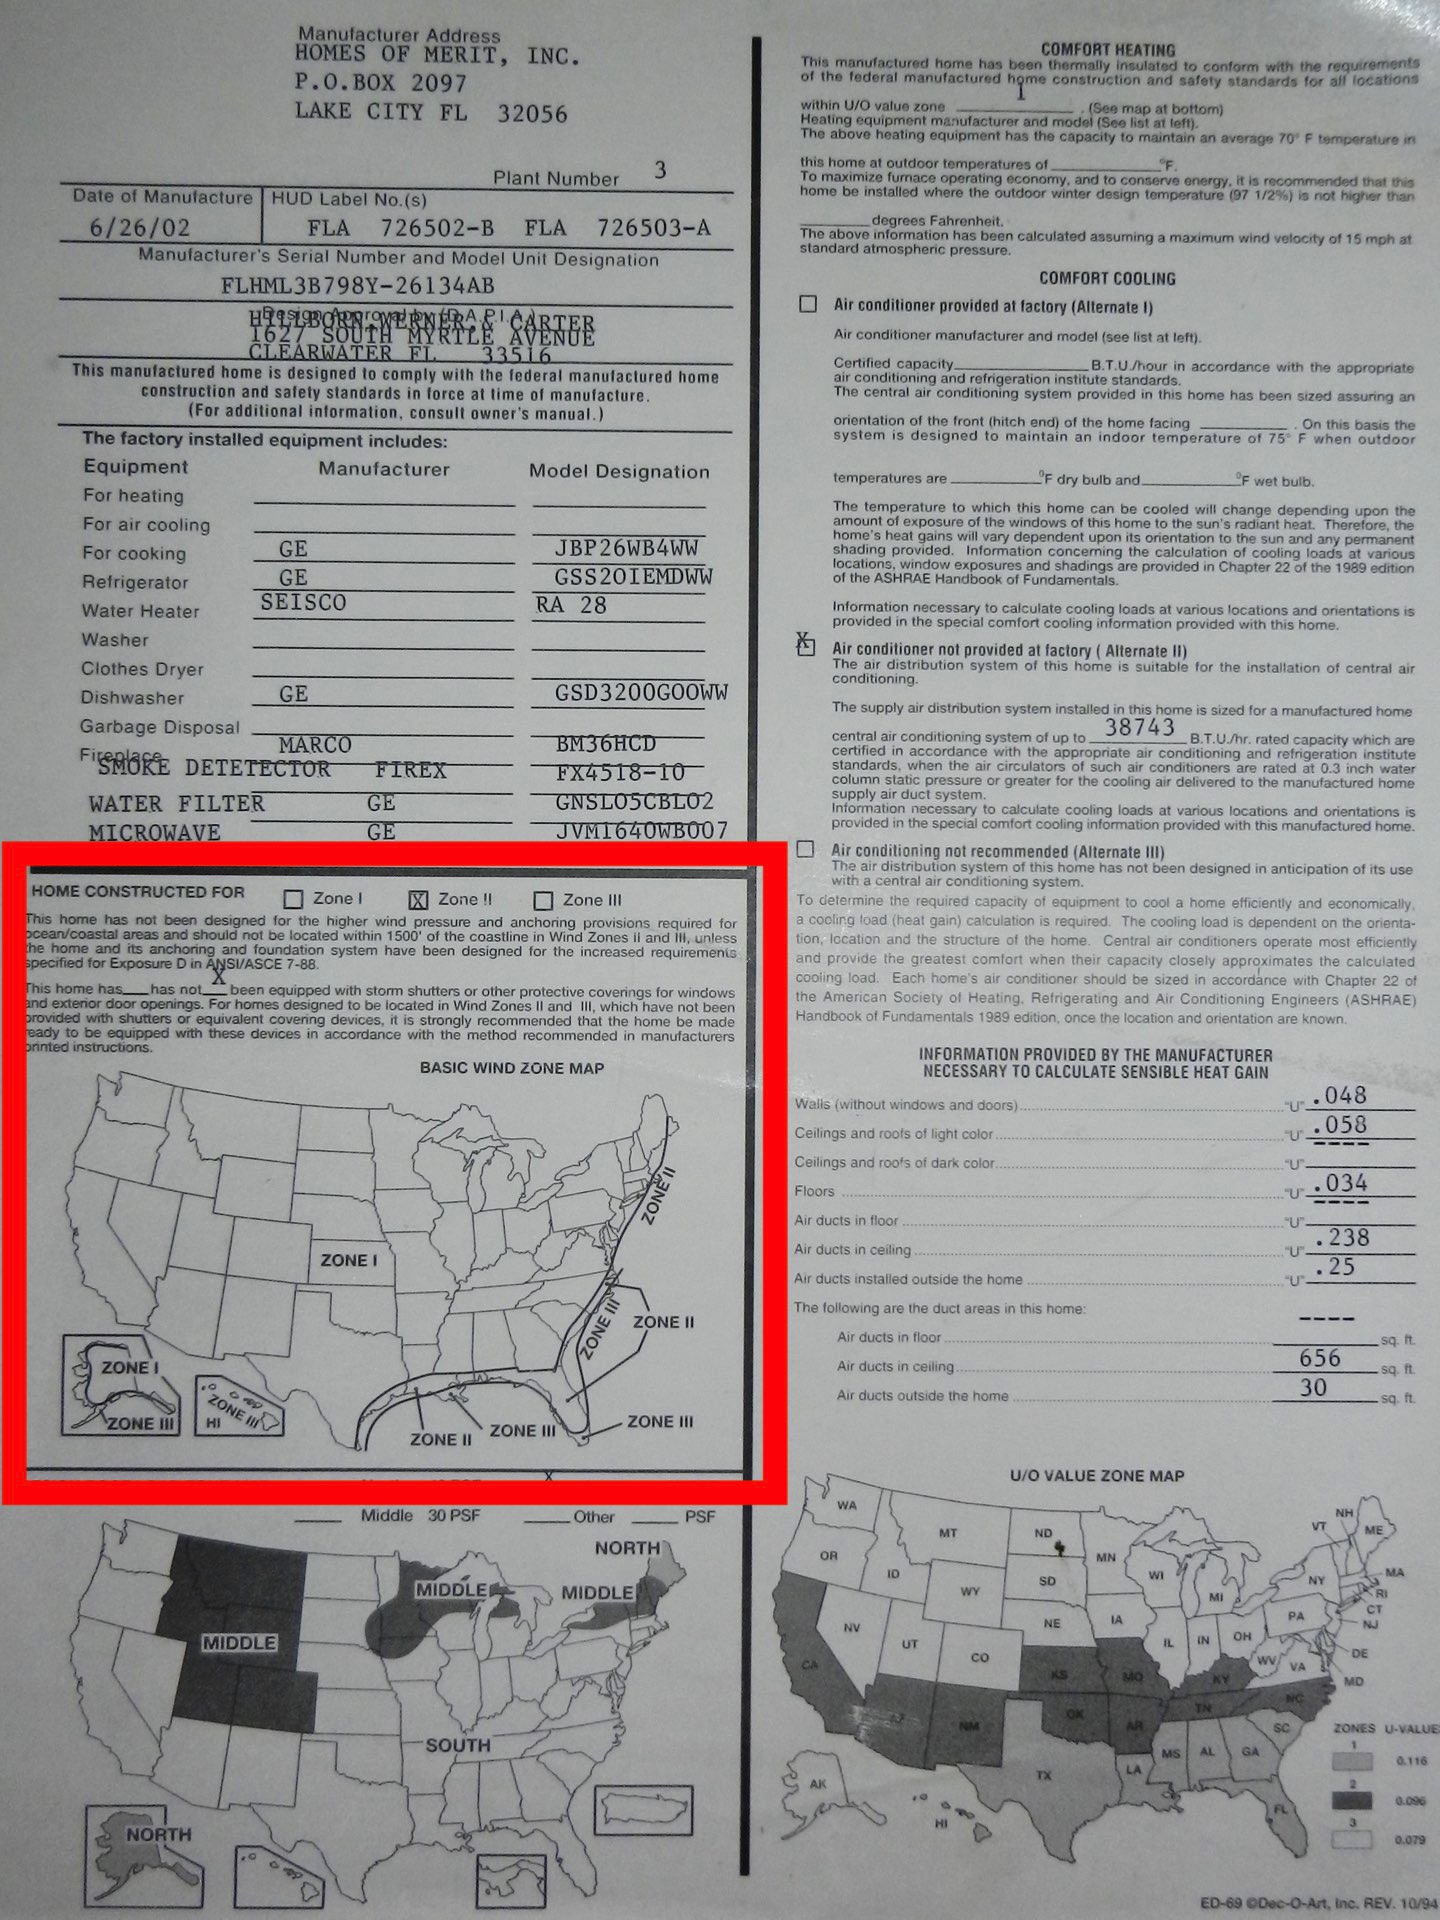 Manufacturer Address
HOMES OF MERIT, INC.
P.O.BOX 2097
LAKE CITY FL 32056
Plant Number 3
Date of Manufacture HUD Label No.(s)
6/26/02 FLA 726502-B FLA 726503-A
Manufacturer's Serial Number and Model Unit Designation
FLHML3B798Y-26134AB
Design Approval by (D.A.P.I.A.)
HILLBORN,WERNER,& CARTER
1627 SOUTH MYRTLE AVENUE
CLEARWATER FL 33516
This manufactured home is designed to comply with the federal manufactured home
construction and safety standards in force at time of manufacture.
(For additional information, consult owner's manual.)
The factory installed equipment includes:
Equipment Manufacturer Model Designation
For heating
For air cooling
For cooking GE JBP26WB4WW
Refrigerator GE GSS20IEMDWW
Water Heater SEISCO RA 28
Washer
Clothes Dryer
Dishwasher GE GSD3200G00WW
Garbage Disposal
Fireplace MARCO BM36HCD
SMOKE DETETECTOR FIREX FX4518-10
WATER FILTER GE GNSL05CBL02
MICROWAVE GE JVM1640WB007
HOME CONSTRUCTED FOR Zone I X Zone II Zone III
This home has not been designed for the higher wind pressure and anchoring provisions required for
ocean/coastal areas and should not be located within 1500' of the coastline in Wind Zones II and III, unless
the home and its anchoring and foundation system have been designed for the increased requirements
specified for Exposure D in ANSI/ASCE 7-88.
This home has___ has not X been equipped with storm shutters or other protective coverings for windows
and exterior door openings. For homes designed to be located in Wind Zones II and III, which have not been
provided with shutters or equivalent covering devices, it is strongly recommended that the home be made
ready to be equipped with these devices in accordance with the method recommended in manufacturers
printed instructions.
BASIC WIND ZONE MAP
ZONE II
ZONE I
ZONE III
ZONE II
ZONE I
ZONE III
ZONE III
HI
ZONE II
ZONE III
ZONE III
X
Middle 30 PSF Other PSF
NORTH
MIDDLE
MIDDLE
MIDDLE
SOUTH
NORTH
COMFORT HEATING
This manufactured home has been thermally insulated to conform with the requirements
of the federal manufactured home construction and safety standards for all locations
within U/O value zone 1 . (See map at bottom)
Heating equipment manufacturer and model (See list at left).
The above heating equipment has the capacity to maintain an average 70° F temperature in
this home at outdoor temperatures of ____________ °F.
To maximize furnace operating economy, and to conserve energy, it is recommended that this
home be installed where the outdoor winter design temperature (97 1/2%) is not higher than
________ degrees Fahrenheit.
The above information has been calculated assuming a maximum wind velocity of 15 mph at
standard atmospheric pressure.
COMFORT COOLING
Air conditioner provided at factory (Alternate I)
Air conditioner manufacturer and model (see list at left).
Certified capacity______________ B.T.U./hour in accordance with the appropriate
air conditioning and refrigeration institute standards.
The central air conditioning system provided in this home has been sized assuring an
orientation of the front (hitch end) of the home facing __________ . On this basis the
system is designed to maintain an indoor temperature of 75° F when outdoor
temperatures are __________ °F dry bulb and __________ °F wet bulb.
The temperature to which this home can be cooled will change depending upon the
amount of exposure of the windows of this home to the sun's radiant heat. Therefore, the
home's heat gains will vary dependent upon its orientation to the sun and any permanent
shading provided. Information concerning the calculation of cooling loads at various
locations, window exposures and shadings are provided in Chapter 22 of the 1989 edition
of the ASHRAE Handbook of Fundamentals.
Information necessary to calculate cooling loads at various locations and orientations is
provided in the special comfort cooling information provided with this home.
X Air conditioner not provided at factory ( Alternate II)
The air distribution system of this home is suitable for the installation of central air
conditioning.
The supply air distribution system installed in this home is sized for a manufactured home
central air conditioning system of up to 38743 B.T.U./hr. rated capacity which are
certified in accordance with the appropriate air conditioning and refrigeration institute
standards, when the air circulators of such air conditioners are rated at 0.3 inch water
column static pressure or greater for the cooling air delivered to the manufactured home
supply air duct system.
Information necessary to calculate cooling loads at various locations and orientations is
provided in the special comfort cooling information provided with this manufactured home.
Air conditioning not recommended (Alternate III)
The air distribution system of this home has not been designed in anticipation of its use
with a central air conditioning system.
To determine the required capacity of equipment to cool a home efficiently and economically,
a cooling load (heat gain) calculation is required. The cooling load is dependent on the orienta-
tion, location and the structure of the home. Central air conditioners operate most efficiently
and provide the greatest comfort when their capacity closely approximates the calculated
cooling load. Each home's air conditioner should be sized in accordance with Chapter 22 of
the American Society of Heating, Refrigerating and Air Conditioning Engineers (ASHRAE)
Handbook of Fundamentals 1989 edition, once the location and orientation are known.
INFORMATION PROVIDED BY THE MANUFACTURER
NECESSARY TO CALCULATE SENSIBLE HEAT GAIN
Walls (without windows and doors) "U" .048
Ceilings and roofs of light color "U" .058
Ceilings and roofs of dark color "U" ----
Floors "U" .034
Air ducts in floor "U" ----
Air ducts in ceiling "U" .238
Air ducts installed outside the home "U" .25
The following are the duct areas in this home:
Air ducts in floor ---- sq. ft.
Air ducts in ceiling 656 sq. ft.
Air ducts outside the home 30 sq. ft.
U/O VALUE ZONE MAP
WA MT ND MN VT NH ME
OR ID SD WI MI NY MA
WY RI
NV NE IA PA CT
UT CO IL IN OH NJ
CA KS MO KY WV VA DE
MD
AZ NM OK AR TN NC
SC
MS AL GA
AK TX LA
HI FL
ZONES U-VALUE
1 0.116
2 0.096
3 0.079
ED-69 ©Dec-O-Art, Inc. REV. 10/94